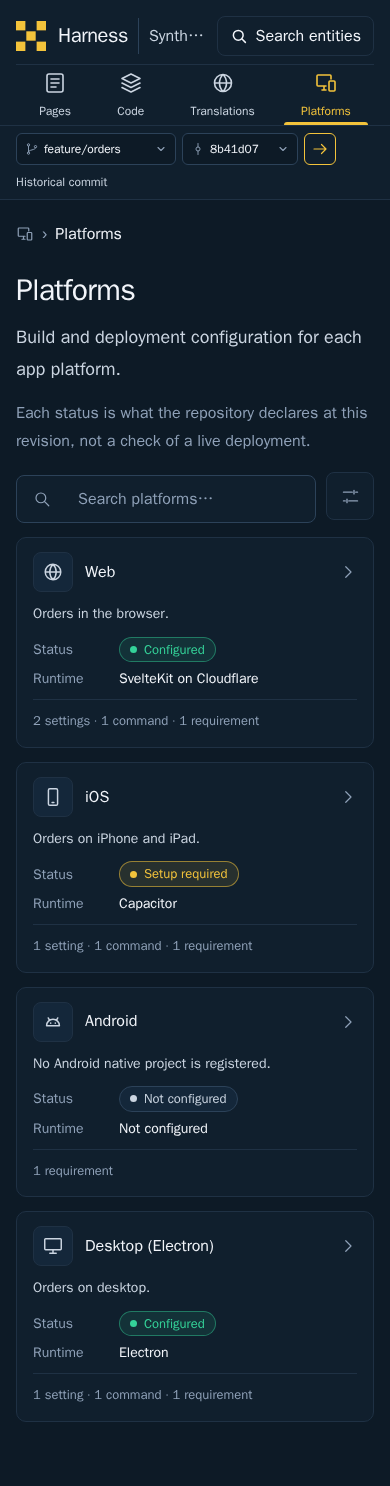 Harness
Synth···
Search entities
Pages
Code
Translations
Platforms
feature/orders
8b41d07
Historical commit
› Platforms
Platforms
Build and deployment configuration for each
app platform.
Each status is what the repository declares at this
revision, not a check of a live deployment.
Search platforms···
Web
Orders in the browser.
Status Configured
Runtime SvelteKit on Cloudflare
2 settings · 1 command · 1 requirement
iOS
Orders on iPhone and iPad.
Status Setup required
Runtime Capacitor
1 setting · 1 command · 1 requirement
Android
No Android native project is registered.
Status Not configured
Runtime Not configured
1 requirement
Desktop (Electron)
Orders on desktop.
Status Configured
Runtime Electron
1 setting · 1 command · 1 requirement